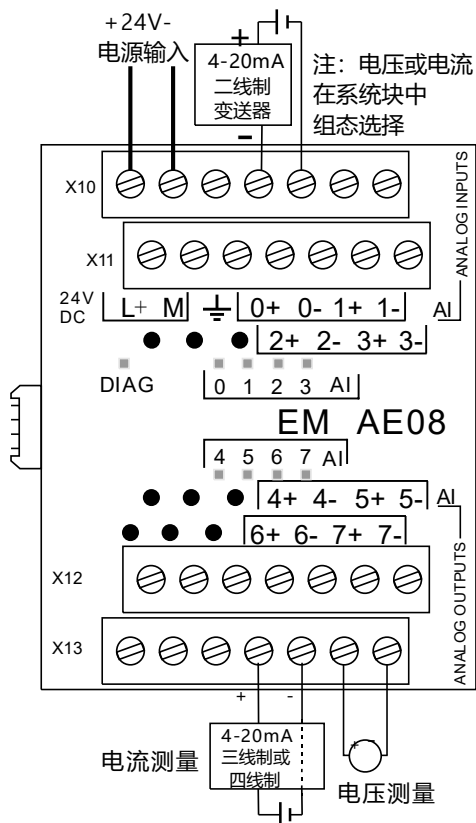 +24V-
电源输入
+
4-20mA
二线制
变送器
-
注：电压或电流
在系统块中
组态选择
X10
X11
ANALOG INPUTS
24V
DC
L+ M 0+ 0- 1+ 1-
AI
2+ 2- 3+ 3-
DIAG
0 1 2 3 AI
EM AE08
4 5 6 7 AI
4+ 4- 5+ 5-
AI
6+ 6- 7+ 7-
X12
X13
ANALOG OUTPUTS
+ -
电流测量
4-20mA
三线制或
四线制
+ -
电压测量